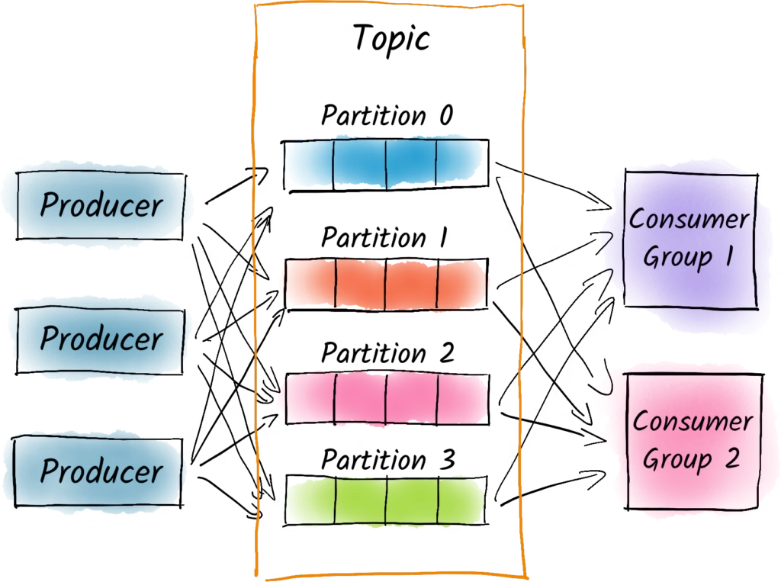 Topic
Partition 0
Partition 1
Partition 2
Partition 3
Producer
Producer
Producer
Consumer
Group 1
Consumer
Group 2